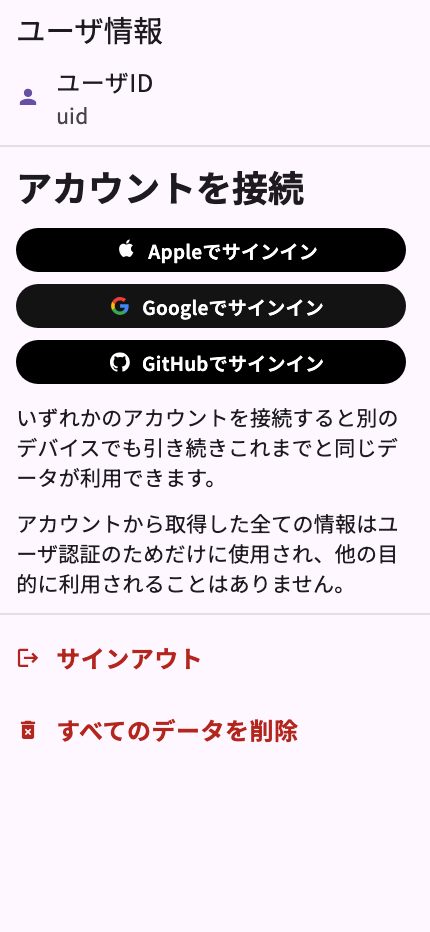 ユーザ情報
ユーザID
uid
アカウントを接続
Appleでサインイン
Googleでサインイン
GitHubでサインイン
いずれかのアカウントを接続すると別の
デバイスでも引き続きこれまでと同じデ
ータが利用できます。
アカウントから取得した全ての情報はユ
ーザ認証のためだけに使用され、他の目
的に利用されることはありません。
サインアウト
すべてのデータを削除